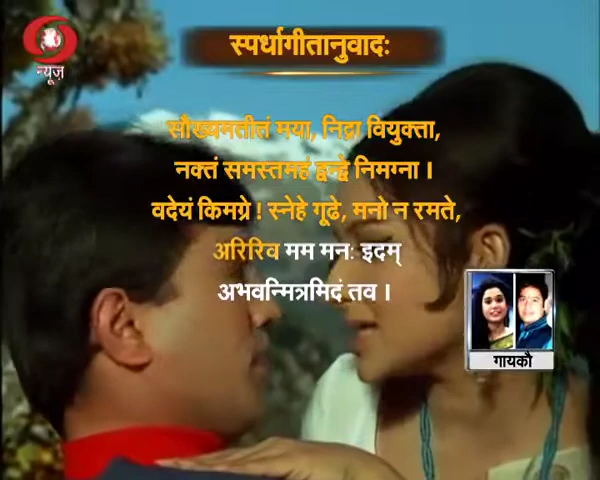 न्यूज़
स्पर्धागीतानुवादः
सौख्यमतीतं मया, निद्रा वियुक्ता,
नक्तं समस्तमहं द्वन्द्वे निमग्ना ।
वदेयं किमग्रे ! स्नेहे गूढे, मनो न रमते,
अरिरिव मम मनः इदम्
अभवन्मित्रमिदं तव ।
गायकौ